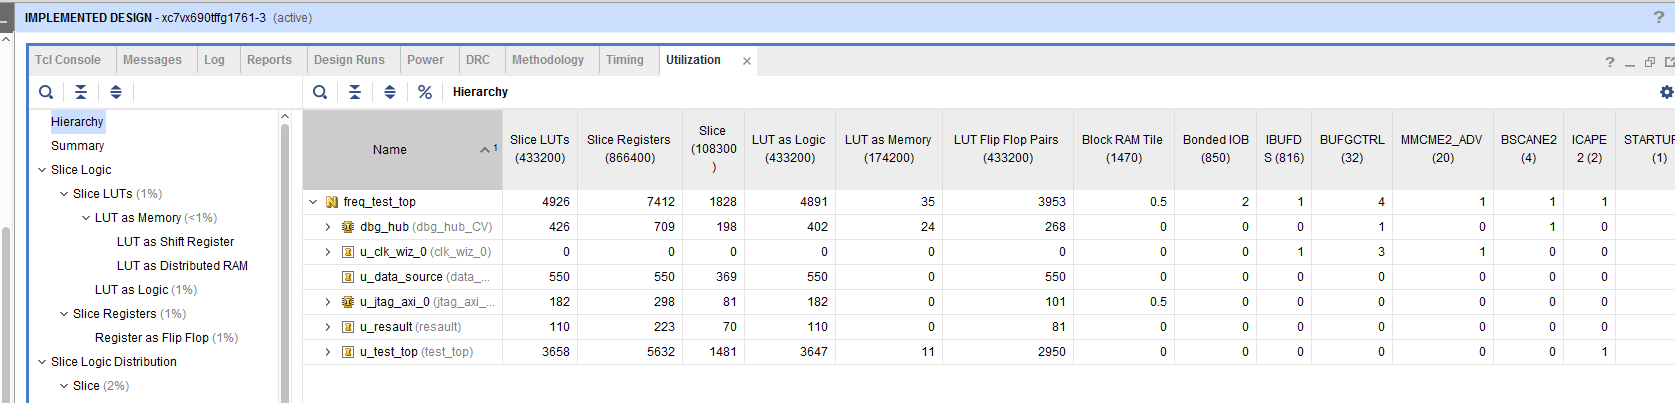 IMPLEMENTED DESIGN - xc7vx690tffg1761-3 (active) ?
Tcl Console Messages Log Reports Design Runs Power DRC Methodology Timing Utilization × ?
% Hierarchy
Hierarchy
Summary
Slice Logic
Slice LUTs (1%)
LUT as Memory (<1%)
LUT as Shift Register
LUT as Distributed RAM
LUT as Logic (1%)
Slice Registers (1%)
Register as Flip Flop (1%)
Slice Logic Distribution
Slice (2%)
Name 1 Slice LUTs (433200) Slice Registers (866400) Slice (108300) LUT as Logic (433200) LUT as Memory (174200) LUT Flip Flop Pairs (433200) Block RAM Tile (1470) Bonded IOB (850) IBUFDS (816) BUFGCTRL (32) MMCME2_ADV (20) BSCANE2 (4) ICAPE2 (2) STARTUP (1)
N freq_test_top 4926 7412 1828 4891 35 3953 0.5 2 1 4 1 1 1
dbg_hub (dbg_hub_CV) 426 709 198 402 24 268 0 0 0 1 0 1 0
u_clk_wiz_0 (clk_wiz_0) 0 0 0 0 0 0 0 0 1 3 1 0 0
u_data_source (data_... 550 550 369 550 0 550 0 0 0 0 0 0 0
u_jtag_axi_0 (jtag_axi_... 182 298 81 182 0 101 0.5 0 0 0 0 0 0
u_resault (resault) 110 223 70 110 0 81 0 0 0 0 0 0 0
u_test_top (test_top) 3658 5632 1481 3647 11 2950 0 0 0 0 0 0 1